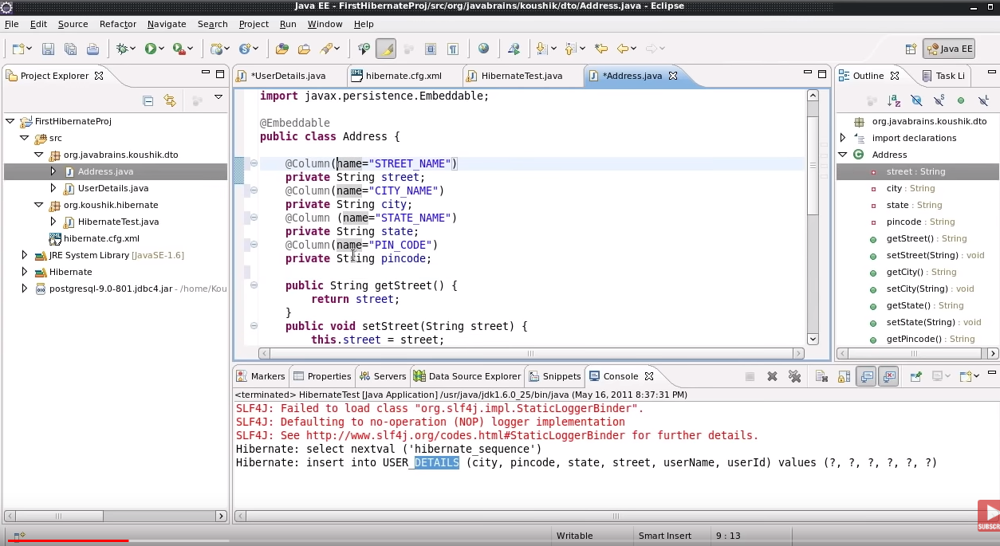 Java EE - FirstHibernateProj/src/org/javabrains/koushik/dto/Address.java - Eclipse
File Edit Source Refactor Navigate Search Project Run Window Help
Java EE
Project Explorer
*UserDetails.java hibernate.cfg.xml HibernateTest.java *Address.java
Outline Task Li
FirstHibernateProj
src
org.javabrains.koushik.dto
Address.java
UserDetails.java
org.koushik.hibernate
HibernateTest.java
hibernate.cfg.xml
JRE System Library [JavaSE-1.6]
Hibernate
postgresql-9.0-801.jdbc4.jar - /home/Kou
import javax.persistence.Embeddable;
@Embeddable
public class Address {
@Column(name="STREET_NAME")
private String street;
@Column(name="CITY_NAME")
private String city;
@Column (name="STATE_NAME")
private String state;
@Column(name="PIN_CODE")
private String pincode;
public String getStreet() {
return street;
}
public void setStreet(String street) {
this.street = street;
org.javabrains.koushik.dto
import declarations
Address
street : String
city : String
state : String
pincode : String
getStreet() : String
setStreet(String) : void
getCity() : String
setCity(String) : void
getState() : String
setState(String) : void
getPincode() : String
Markers Properties Servers Data Source Explorer Snippets Console
<terminated> HibernateTest [Java Application] /usr/java/jdk1.6.0_25/bin/java (May 16, 2011 8:37:31 PM)
SLF4J: Failed to load class "org.slf4j.impl.StaticLoggerBinder".
SLF4J: Defaulting to no-operation (NOP) logger implementation
SLF4J: See http://www.slf4j.org/codes.html#StaticLoggerBinder for further details.
Hibernate: select nextval ('hibernate_sequence')
Hibernate: insert into USER_DETAILS (city, pincode, state, street, userName, userId) values (?, ?, ?, ?, ?, ?)
SUBSCR
Writable Smart Insert 9 : 13